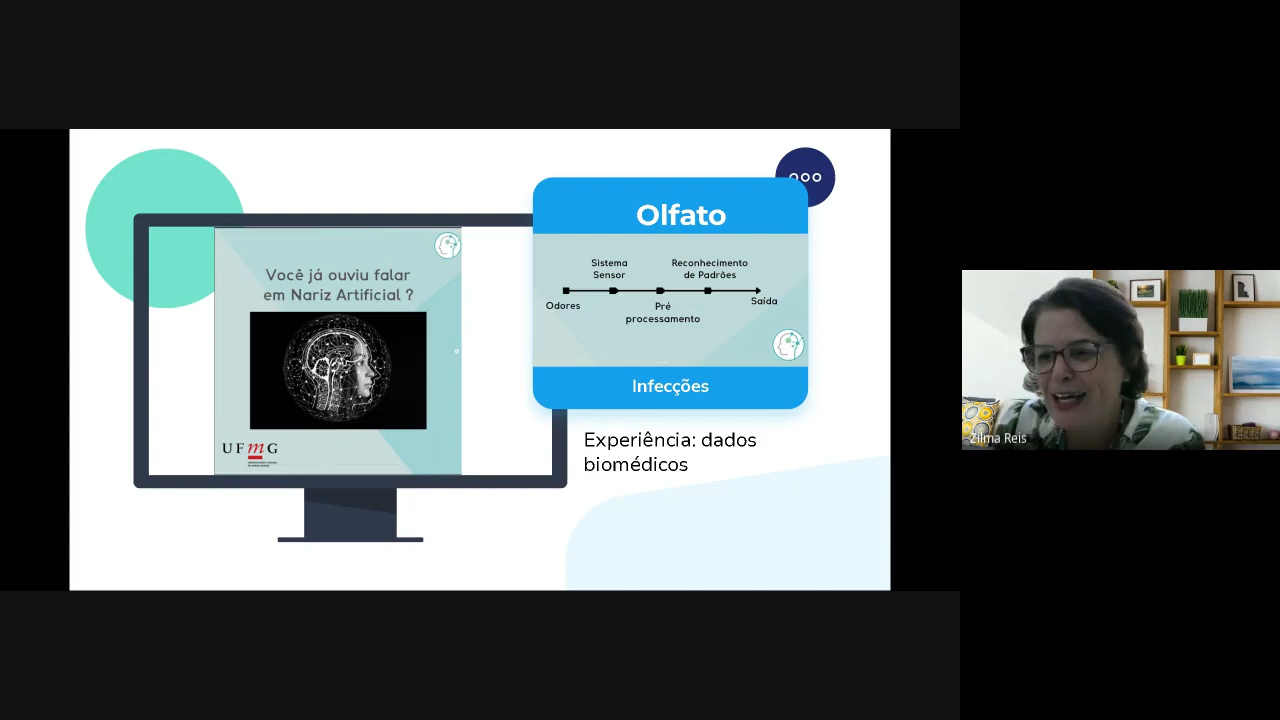 Você já ouviu falar
em Nariz Artificial ?
UFmG
Olfato
Sistema
Sensor
Reconhecimento
de Padrões
Odores
Pré
processamento
Saída
Infecções
Experiência: dados
biomédicos
Zilma Reis